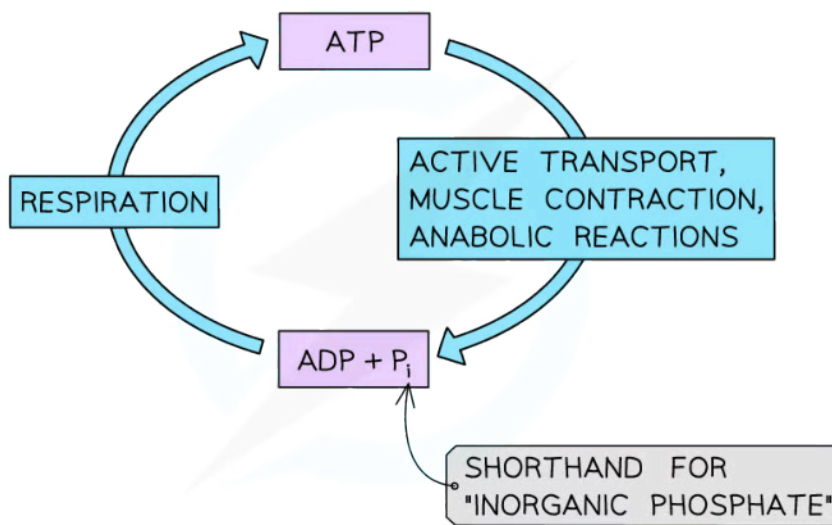 ATP
RESPIRATION
ACTIVE TRANSPORT,
MUSCLE CONTRACTION,
ANABOLIC REACTIONS
ADP + Pi
SHORTHAND FOR
"INORGANIC PHOSPHATE"